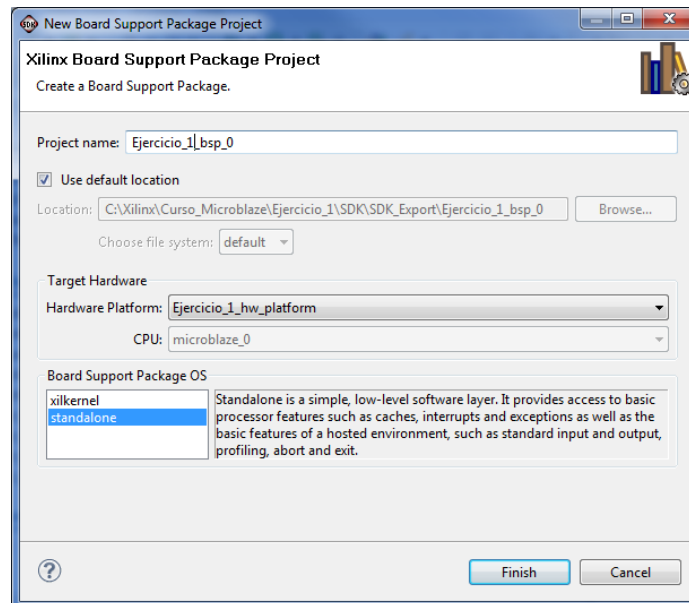 SDK New Board Support Package Project
Xilinx Board Support Package Project
Create a Board Support Package.
Project name: Ejercicio_1_bsp_0
Use default location
Location: C:\Xilinx\Curso_Microblaze\Ejercicio_1\SDK\SDK_Export\Ejercicio_1_bsp_0 Browse...
Choose file system: default
Target Hardware
Hardware Platform: Ejercicio_1_hw_platform
CPU: microblaze_0
Board Support Package OS
xilkernel
standalone
Standalone is a simple, low-level software layer. It provides access to basic
processor features such as caches, interrupts and exceptions as well as the
basic features of a hosted environment, such as standard input and output,
profiling, abort and exit.
?
Finish Cancel